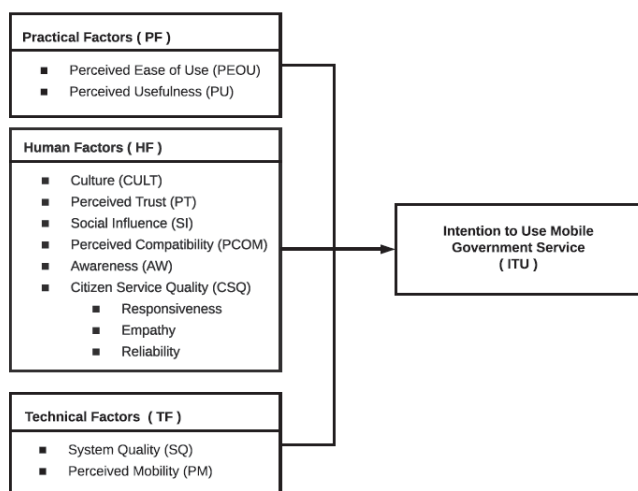 Practical Factors ( PF )
■ Perceived Ease of Use (PEOU)
■ Perceived Usefulness (PU)
Human Factors ( HF )
■ Culture (CULT)
■ Perceived Trust (PT)
■ Social Influence (SI)
■ Perceived Compatibility (PCOM)
■ Awareness (AW)
■ Citizen Service Quality (CSQ)
■ Responsiveness
■ Empathy
■ Reliability
Technical Factors ( TF )
■ System Quality (SQ)
■ Perceived Mobility (PM)
Intention to Use Mobile
Government Service
( ITU )